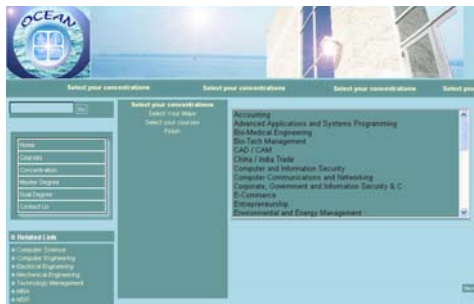 OCEAN
Select your concentrations Select your concentrations Select your concentrations Select you
Go
Select your concentrations
Select Your Major
Select your courses
Finish
Home
Courses
Concentration
Master Degree
Dual Degree
Contact Us
Related Link
Computer Science
Computer Engineering
Electrical Engineering
Mechanical Engineering
Technology Management
MBA
MSIT
Accounting
Advanced Applications and Systems Programming
Bio-Medical Engineering
Bio-Tech Management
CAD / CAM
China / India Trade
Computer and Information Security
Computer Communications and Networking
Corporate, Government and Information Security & C
E-Commerce
Entrepreneurship
Environmental and Energy Management